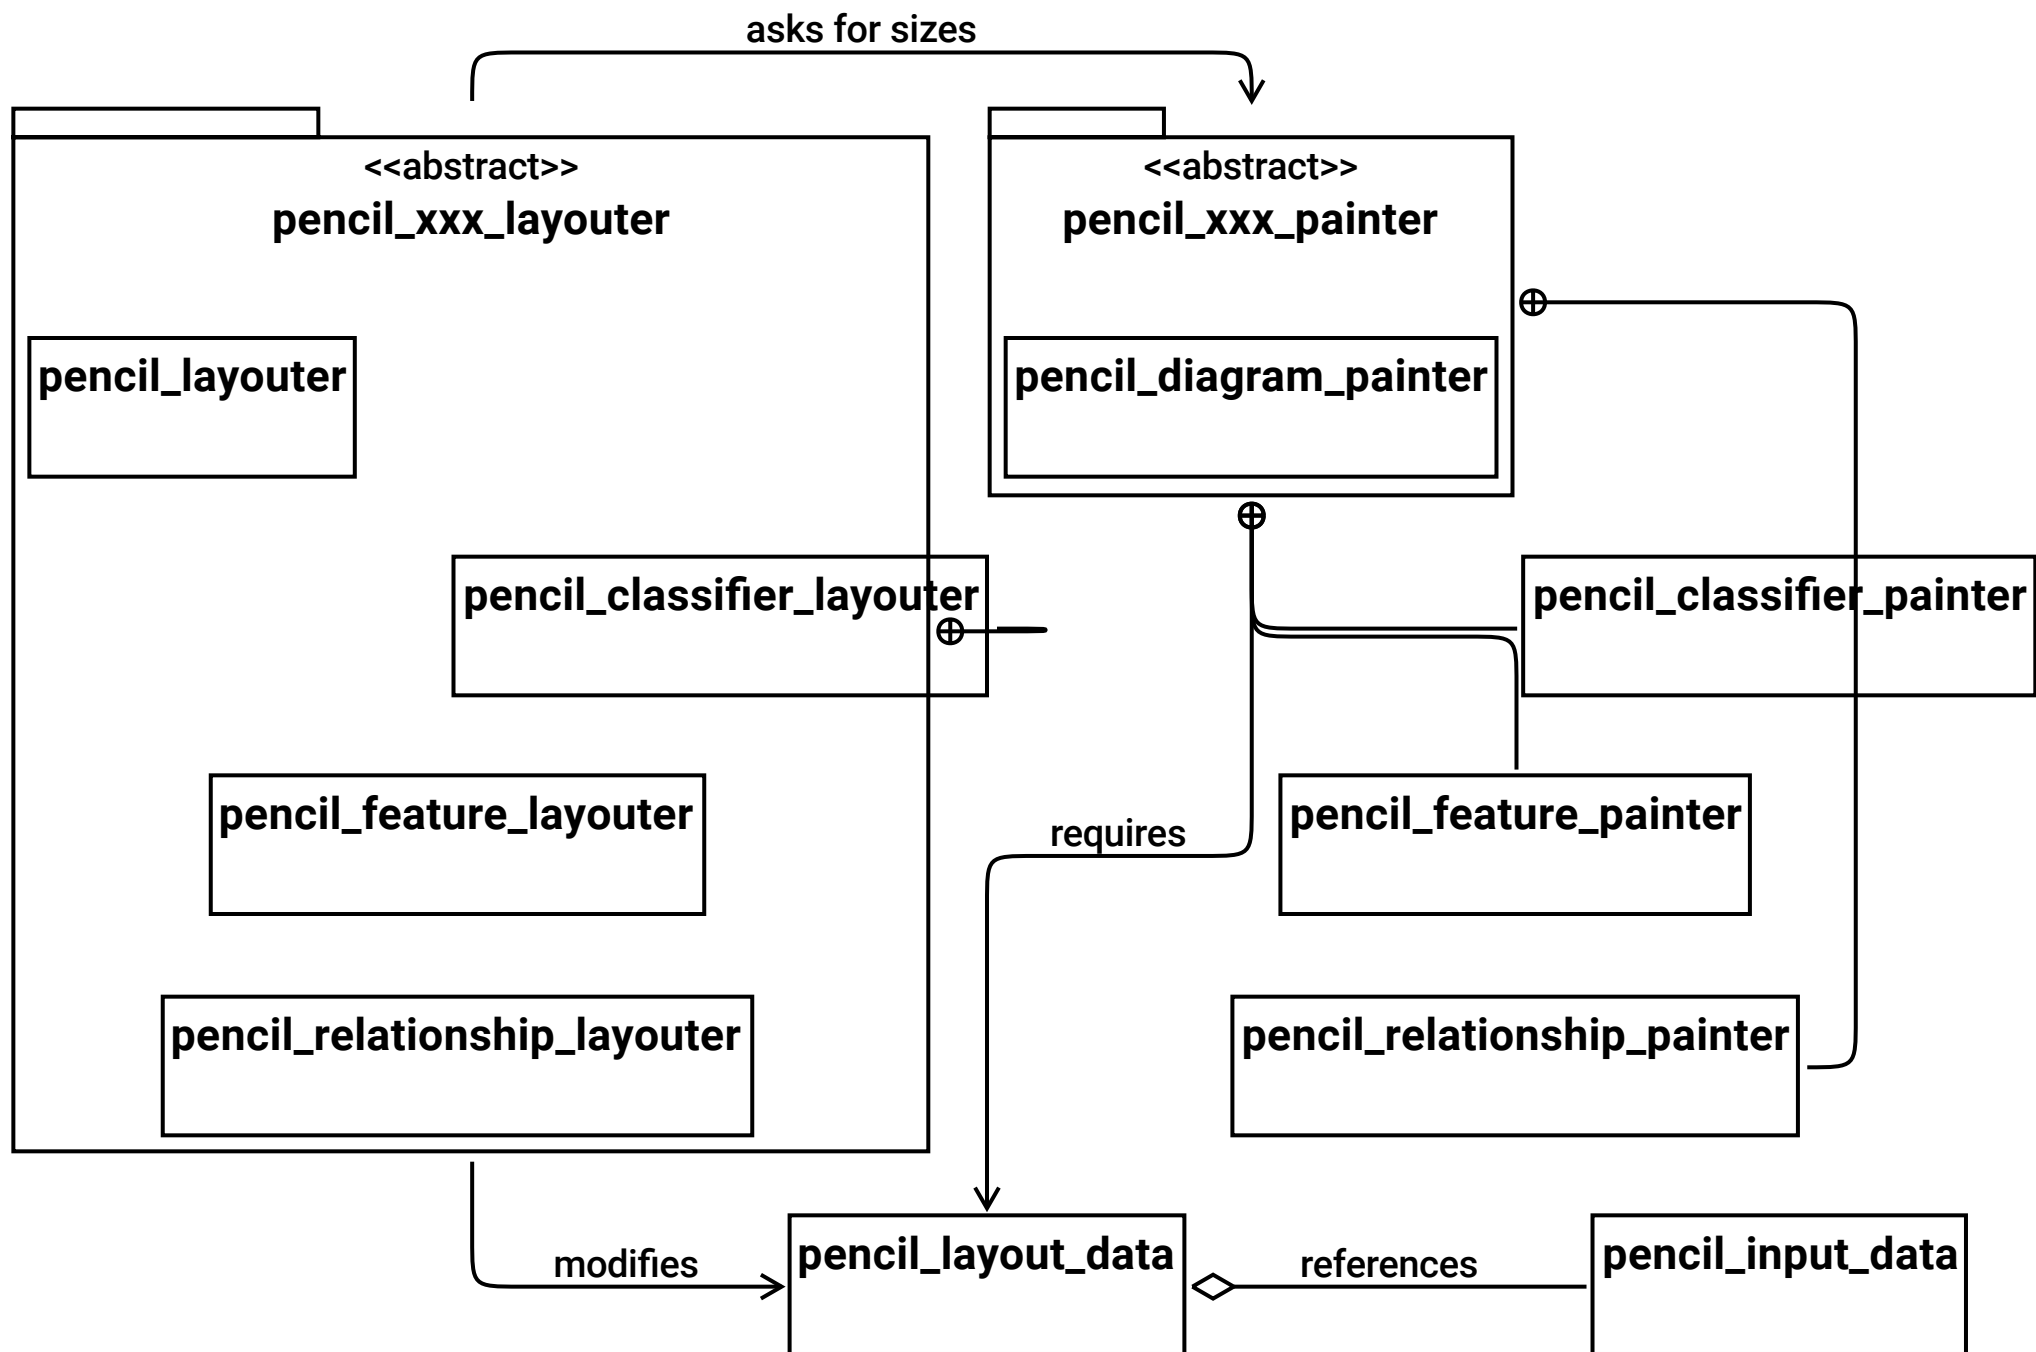 asks for sizes
<<abstract>>
pencil_xxx_layouter
<<abstract>>
pencil_xxx_painter
pencil_layouter
pencil_diagram_painter
pencil_classifier_layouter
pencil_classifier_painter
pencil_feature_layouter
requires
pencil_feature_painter
pencil_relationship_layouter
pencil_relationship_painter
modifies
pencil_layout_data
references
pencil_input_data